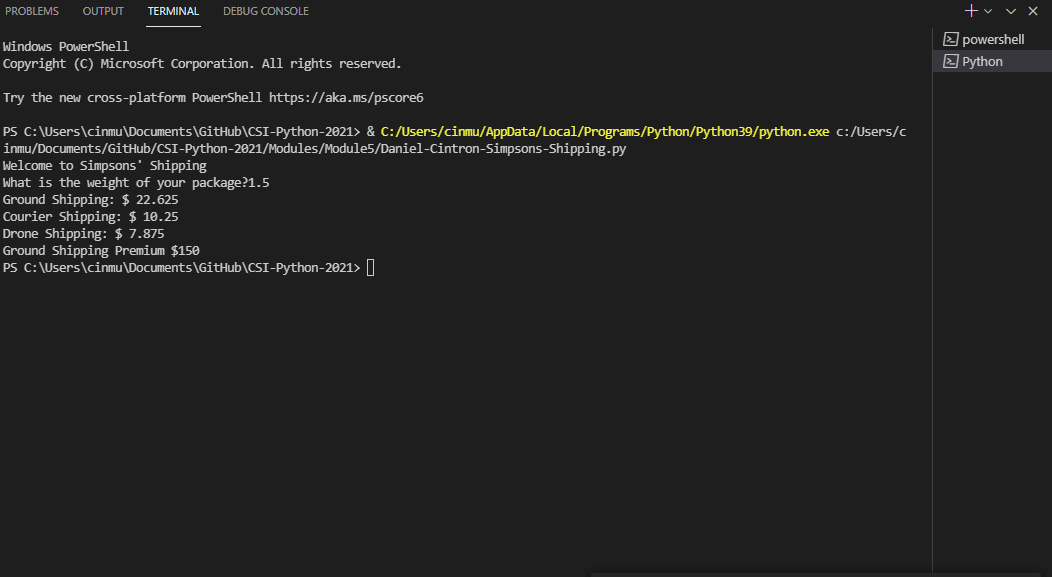 PROBLEMS OUTPUT TERMINAL DEBUG CONSOLE
powershell
Python
Windows PowerShell
Copyright (C) Microsoft Corporation. All rights reserved.
Try the new cross-platform PowerShell https://aka.ms/pscore6
PS C:\Users\cinmu\Documents\GitHub\CSI-Python-2021> & C:/Users/cinmu/AppData/Local/Programs/Python/Python39/python.exe c:/Users/c
inmu/Documents/GitHub/CSI-Python-2021/Modules/Module5/Daniel-Cintron-Simpsons-Shipping.py
Welcome to Simpsons' Shipping
What is the weight of your package?1.5
Ground Shipping: $ 22.625
Courier Shipping: $ 10.25
Drone Shipping: $ 7.875
Ground Shipping Premium $150
PS C:\Users\cinmu\Documents\GitHub\CSI-Python-2021>